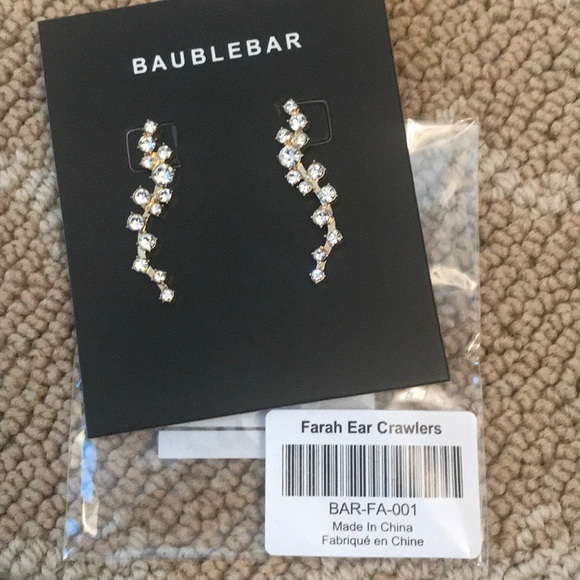 BAUBLEBAR
Farah Ear Crawlers
BAR-FA-001
Made In China
Fabriqué en Chine